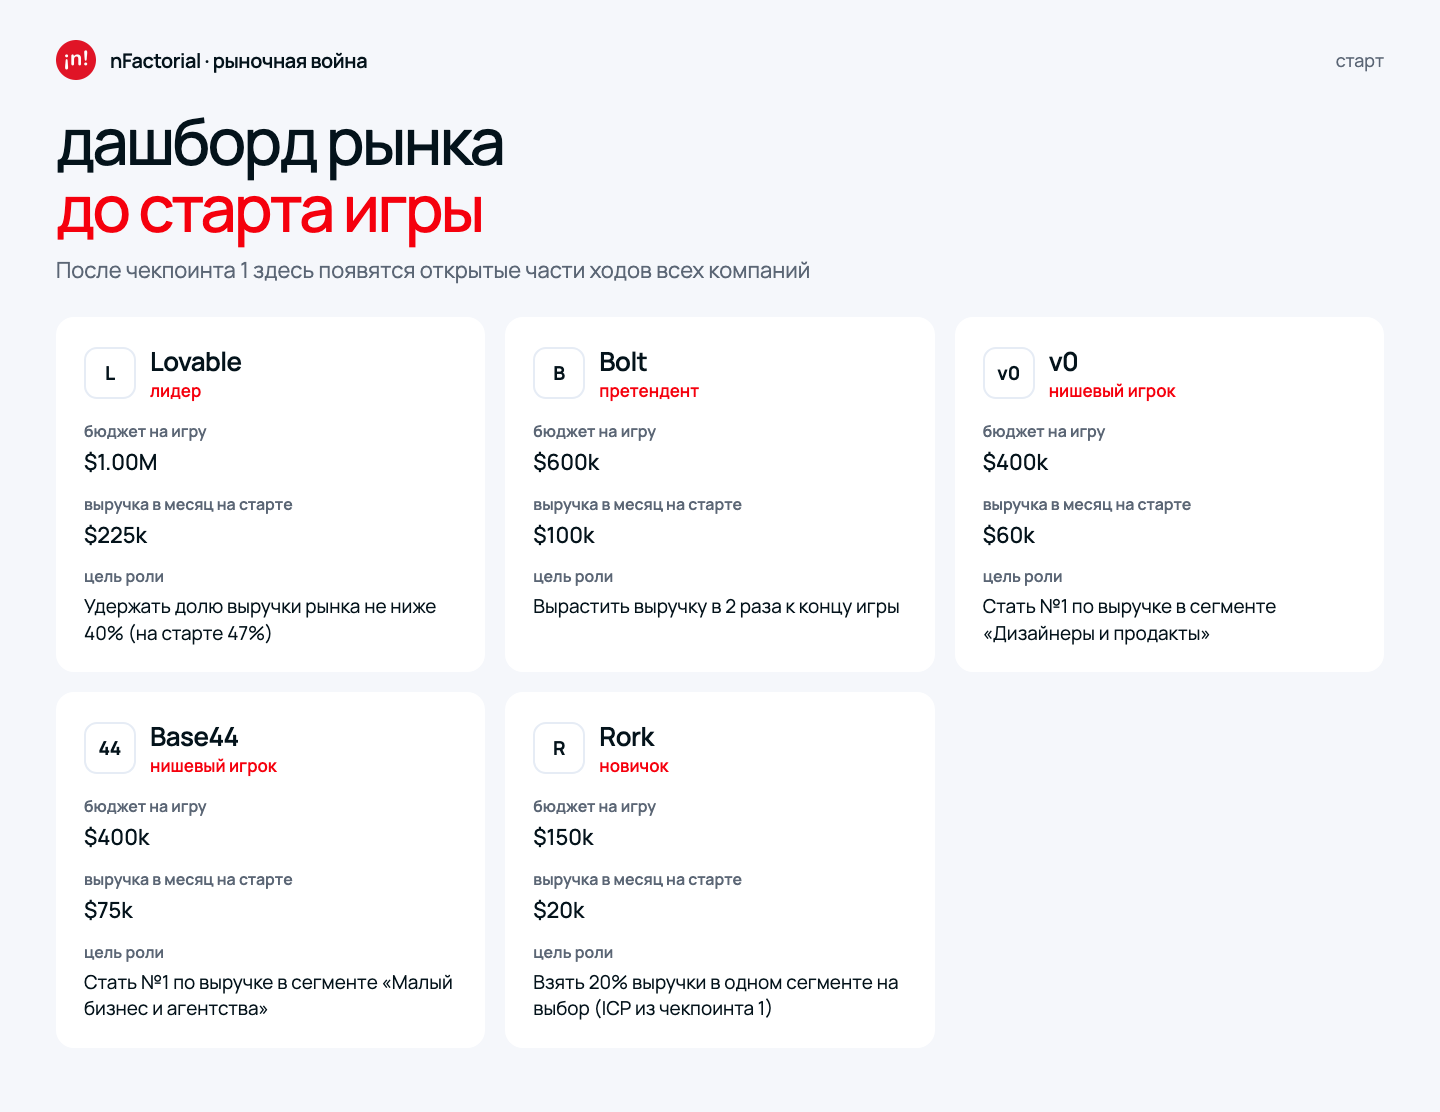 ¡n!
nFactorial · рыночная война
старт
дашборд рынка
до старта игры
После чекпоинта 1 здесь появятся открытые части ходов всех компаний
L
Lovable
лидер
бюджет на игру
$1.00M
выручка в месяц на старте
$225k
цель роли
Удержать долю выручки рынка не ниже
40% (на старте 47%)
B
Bolt
претендент
бюджет на игру
$600k
выручка в месяц на старте
$100k
цель роли
Вырастить выручку в 2 раза к концу игры
v0
v0
нишевый игрок
бюджет на игру
$400k
выручка в месяц на старте
$60k
цель роли
Стать №1 по выручке в сегменте
«Дизайнеры и продакты»
44
Base44
нишевый игрок
бюджет на игру
$400k
выручка в месяц на старте
$75k
цель роли
Стать №1 по выручке в сегменте «Малый
бизнес и агентства»
R
Rork
новичок
бюджет на игру
$150k
выручка в месяц на старте
$20k
цель роли
Взять 20% выручки в одном сегменте на
выбор (ICP из чекпоинта 1)